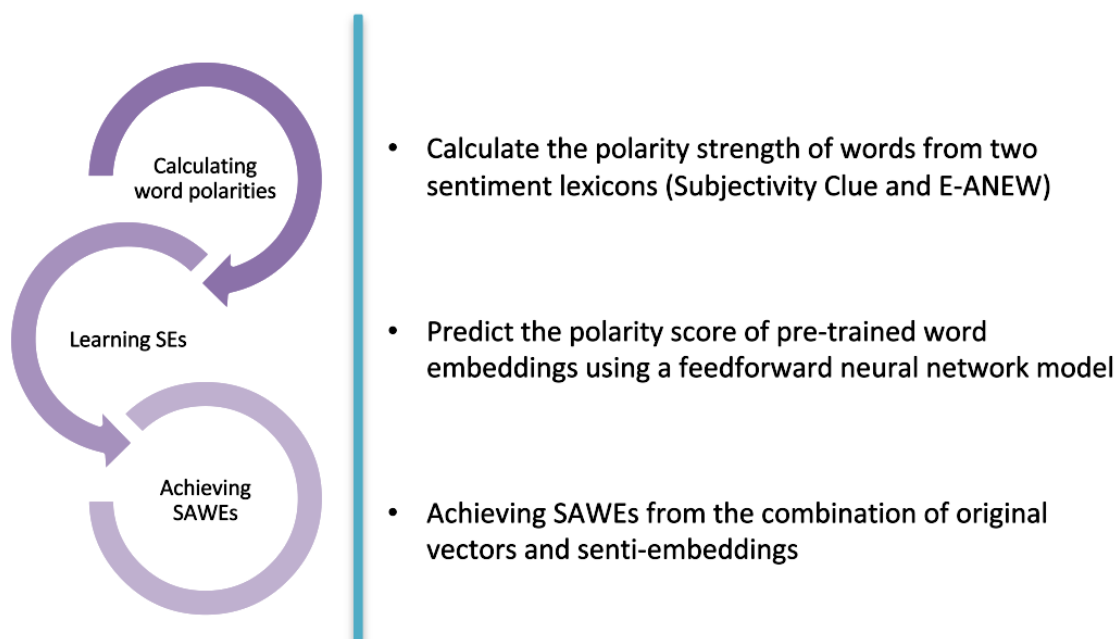 Calculating
word polarities
• Calculate the polarity strength of words from two
sentiment lexicons (Subjectivity Clue and E-ANEW)
Learning SEs
• Predict the polarity score of pre-trained word
embeddings using a feedforward neural network model
Achieving
SAWEs
• Achieving SAWEs from the combination of original
vectors and senti-embeddings